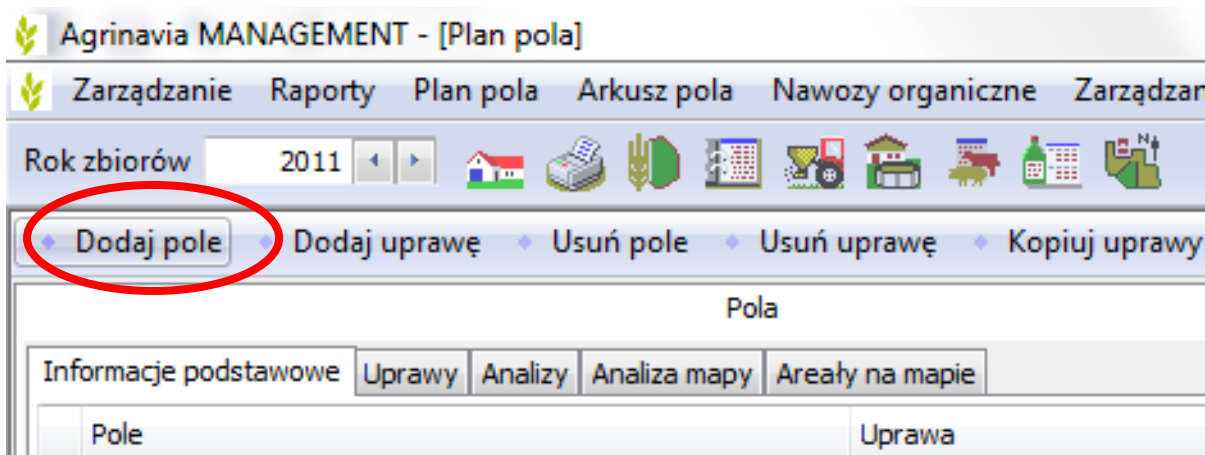 Agrinavia MANAGEMENT - [Plan pola]
Zarządzanie Raporty Plan pola Arkusz pola Nawozy organiczne Zarządzan
Rok zbiorów 2011 N
Dodaj pole Dodaj uprawę Usuń pole Usuń uprawę Kopiuj uprawy
Pola
Informacje podstawowe Uprawy Analizy Analiza mapy Areały na mapie
Pole Uprawa